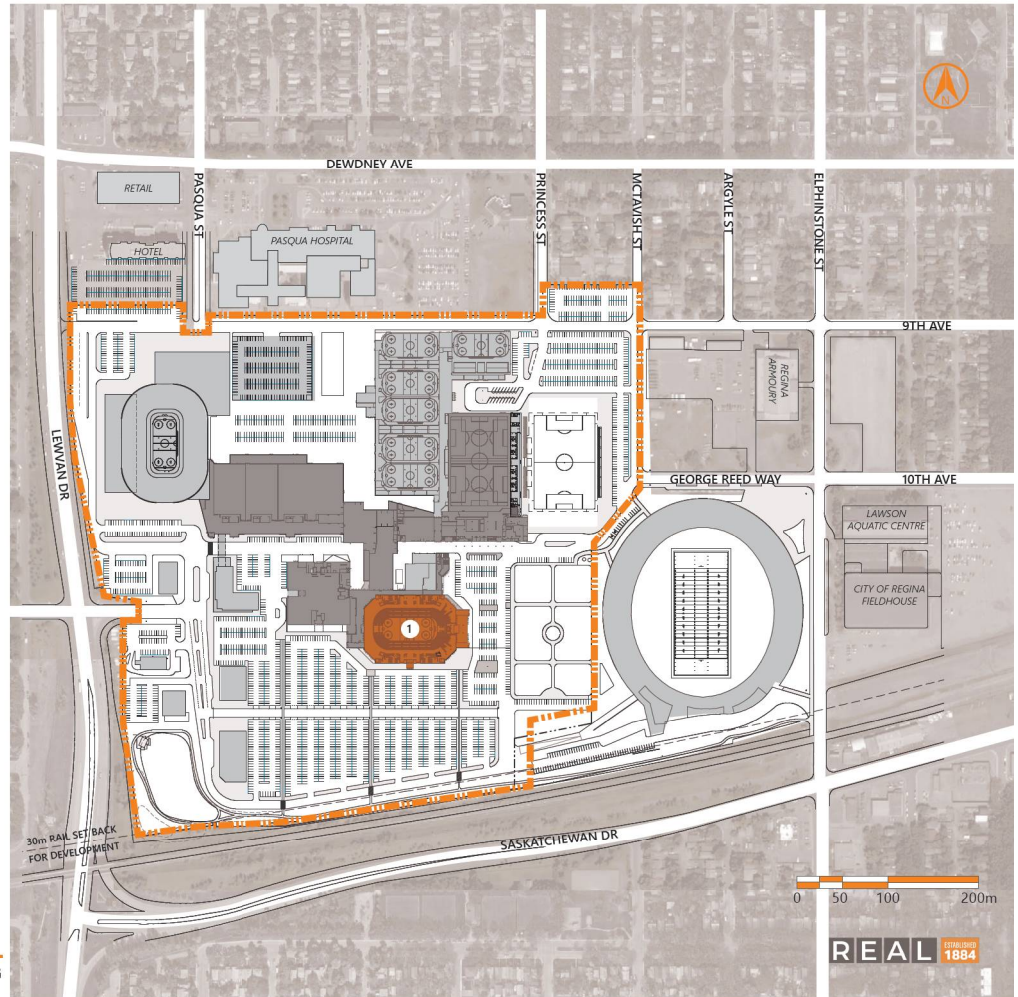 N
DEWDNEY AVE
RETAIL
PASQUA ST
PRINCESS ST
MCTAVISH ST
ARGYLE ST
ELPHINSTONE ST
HOTEL
PASQUA HOSPITAL
9TH AVE
REGINA
ARMOURY
LEWVAN DR
GEORGE REED WAY
10TH AVE
LAWSON
AQUATIC CENTRE
CITY OF REGINA
FIELDHOUSE
1
30m RAIL SET BACK
FOR DEVELOPMENT
SASKATCHEWAN DR
0 50 100 200m
REAL ESTABLISHED
1884